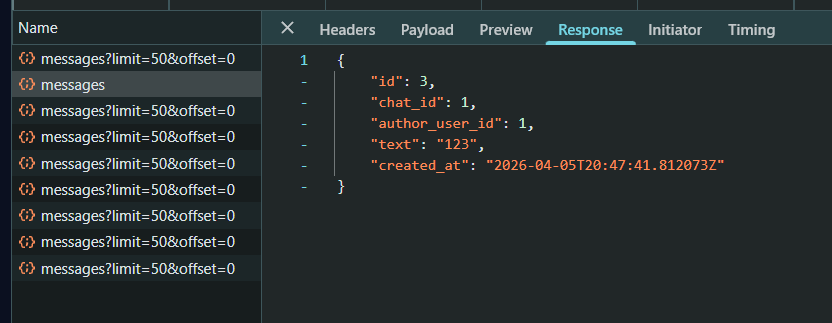 Name
messages?limit=50&offset=0
messages
messages?limit=50&offset=0
messages?limit=50&offset=0
messages?limit=50&offset=0
messages?limit=50&offset=0
messages?limit=50&offset=0
messages?limit=50&offset=0
messages?limit=50&offset=0
Headers Payload Preview Response Initiator Timing
1 {
- "id": 3,
- "chat_id": 1,
- "author_user_id": 1,
- "text": "123",
- "created_at": "2026-04-05T20:47:41.812073Z"
- }